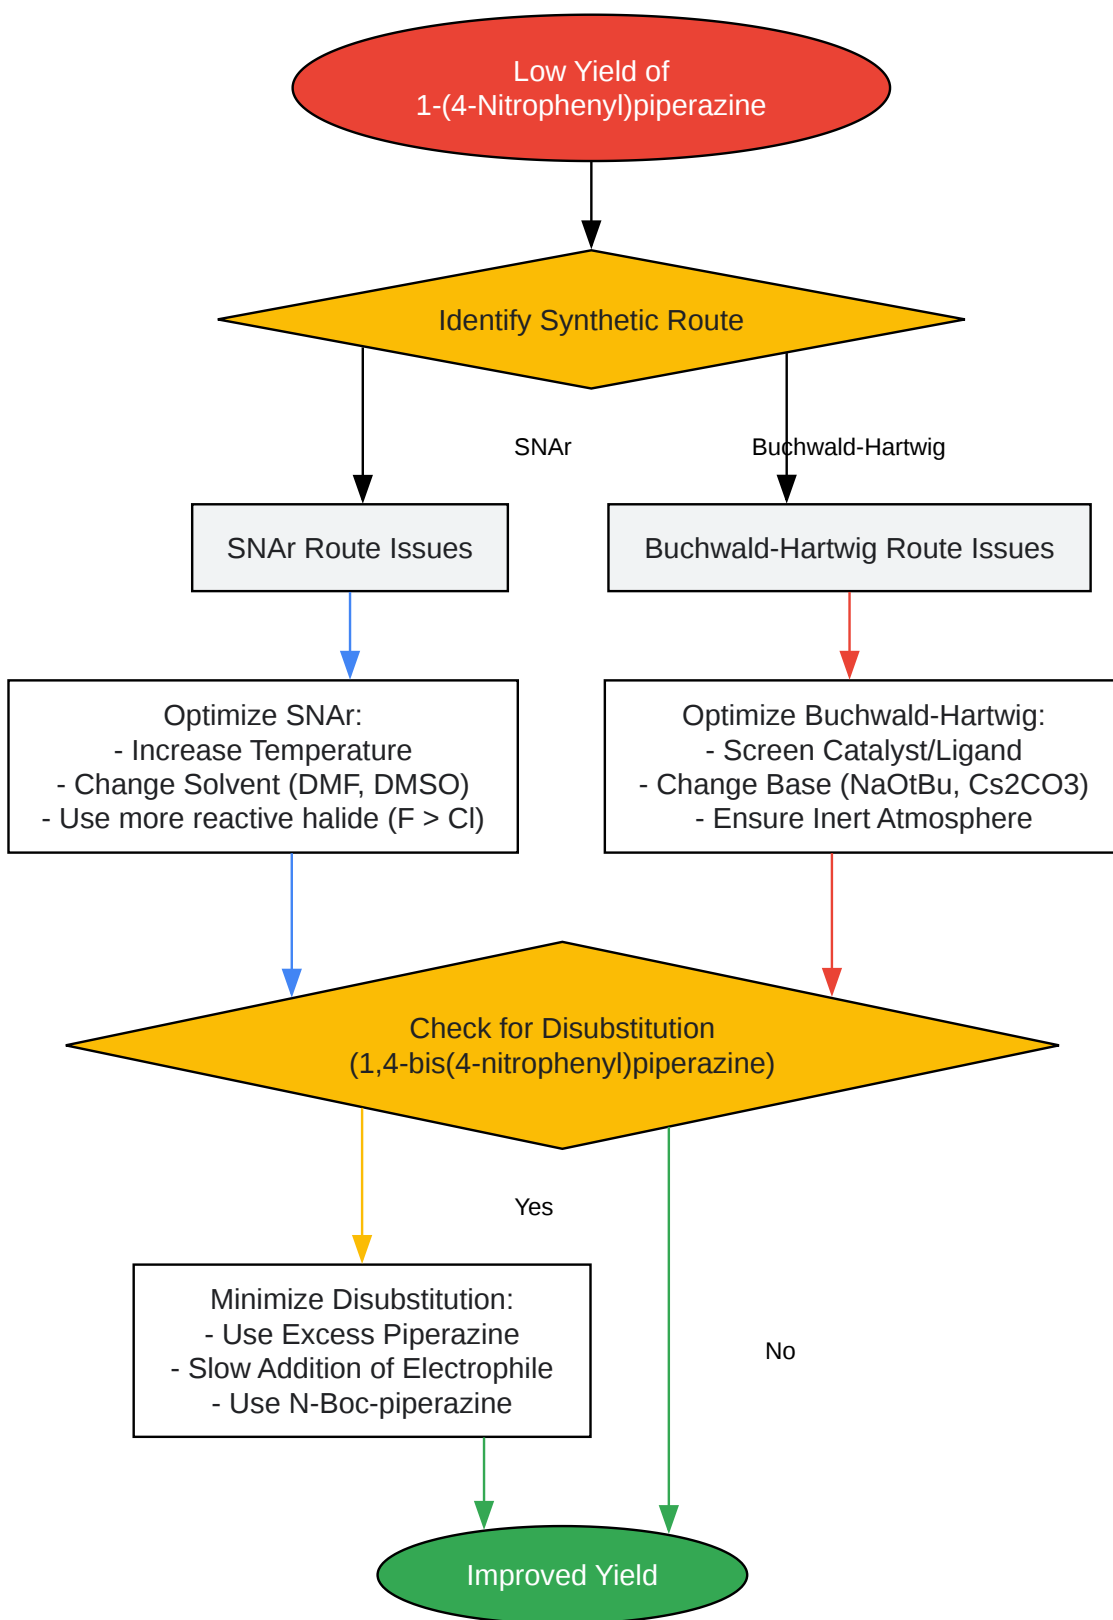 Low Yield of
1-(4-Nitrophenyl)piperazine
Identify Synthetic Route
SNAr
Buchwald-Hartwig
SNAr Route Issues
Buchwald-Hartwig Route Issues
Optimize SNAr:
- Increase Temperature
- Change Solvent (DMF, DMSO)
- Use more reactive halide (F > Cl)
Optimize Buchwald-Hartwig:
- Screen Catalyst/Ligand
- Change Base (NaOtBu, Cs2CO3)
- Ensure Inert Atmosphere
Check for Disubstitution
(1,4-bis(4-nitrophenyl)piperazine)
Yes
Minimize Disubstitution:
- Use Excess Piperazine
- Slow Addition of Electrophile
- Use N-Boc-piperazine
No
Improved Yield